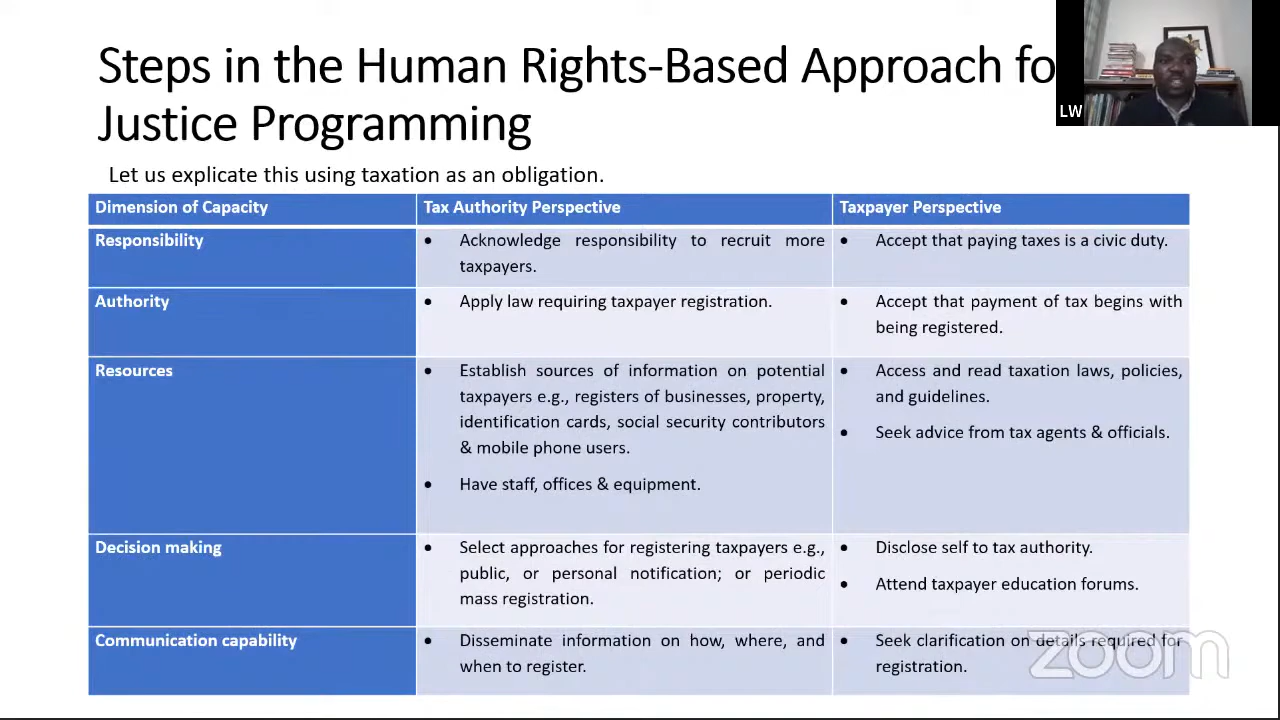 Steps in the Human Rights-Based Approach fo
Justice Programming
LW
Let us explicate this using taxation as an obligation.
Dimension of Capacity
Tax Authority Perspective
Taxpayer Perspective
Responsibility
• Acknowledge responsibility to recruit more
taxpayers.
• Accept that paying taxes is a civic duty.
Authority
• Apply law requiring taxpayer registration.
• Accept that payment of tax begins with
being registered.
Resources
• Establish sources of information on potential
taxpayers e.g., registers of businesses, property,
identification cards, social security contributors
& mobile phone users.
• Have staff, offices & equipment.
• Access and read taxation laws, policies,
and guidelines.
• Seek advice from tax agents & officials.
Decision making
• Select approaches for registering taxpayers e.g.,
public, or personal notification; or periodic
mass registration.
• Disclose self to tax authority.
• Attend taxpayer education forums.
Communication capability
• Disseminate information on how, where, and
when to register.
• Seek clarification on details required for
registration.
zoom